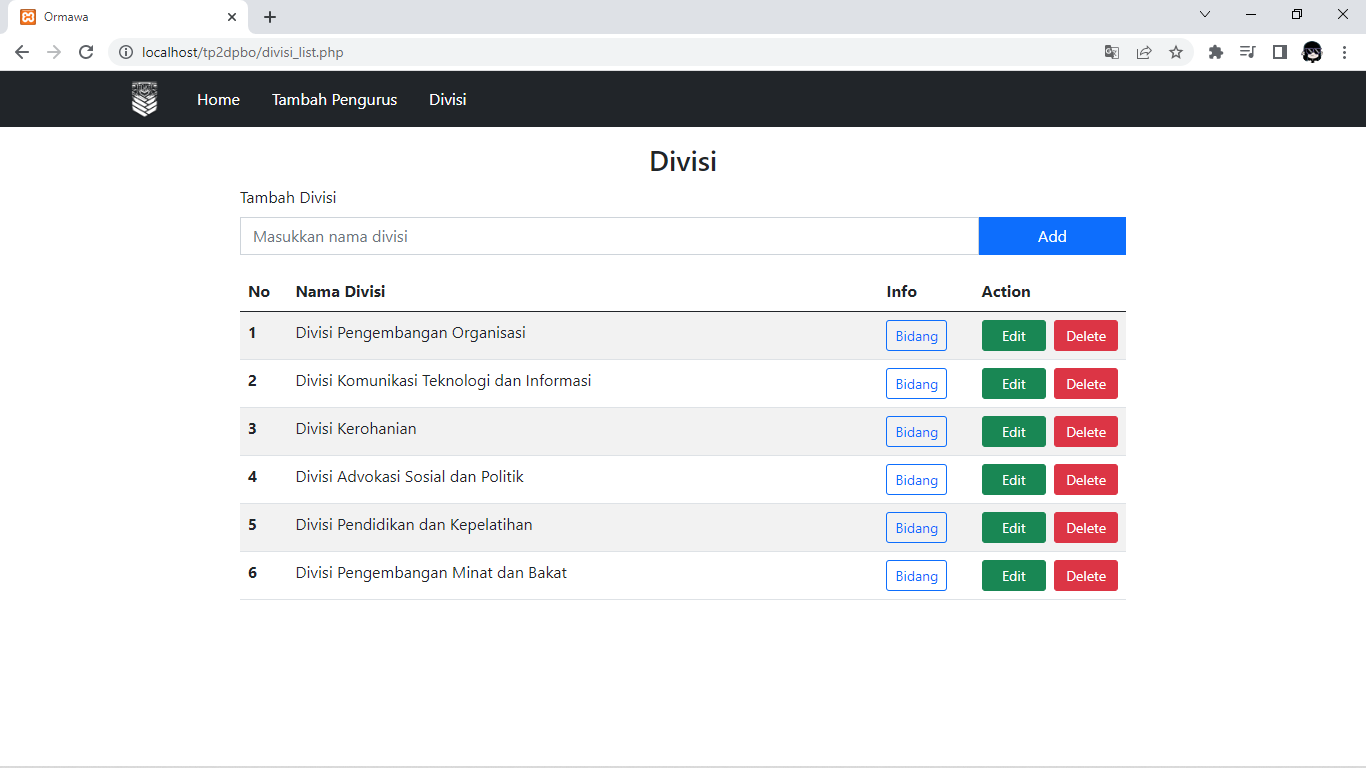 Ormawa
localhost/tp2dpbo/divisi_list.php
Home Tambah Pengurus Divisi
Divisi
Tambah Divisi
Masukkan nama divisi Add
No Nama Divisi Info Action
1 Divisi Pengembangan Organisasi Bidang Edit Delete
2 Divisi Komunikasi Teknologi dan Informasi Bidang Edit Delete
3 Divisi Kerohanian Bidang Edit Delete
4 Divisi Advokasi Sosial dan Politik Bidang Edit Delete
5 Divisi Pendidikan dan Kepelatihan Bidang Edit Delete
6 Divisi Pengembangan Minat dan Bakat Bidang Edit Delete